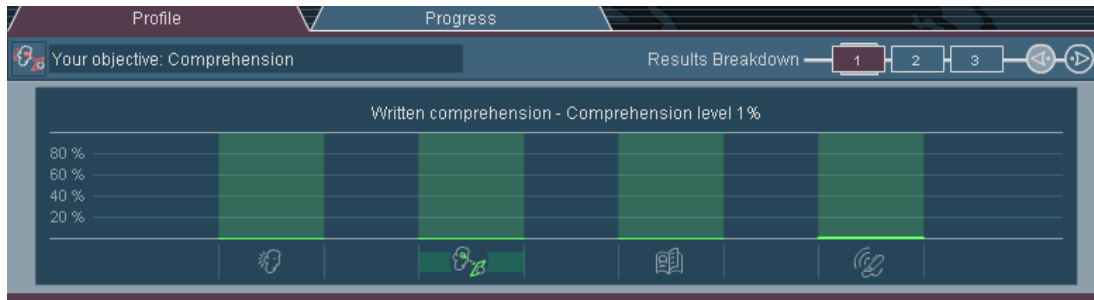 Profile
Progress
Your objective: Comprehension
Results Breakdown
1
2
3
Written comprehension - Comprehension level 1%
80 %
60 %
40 %
20 %